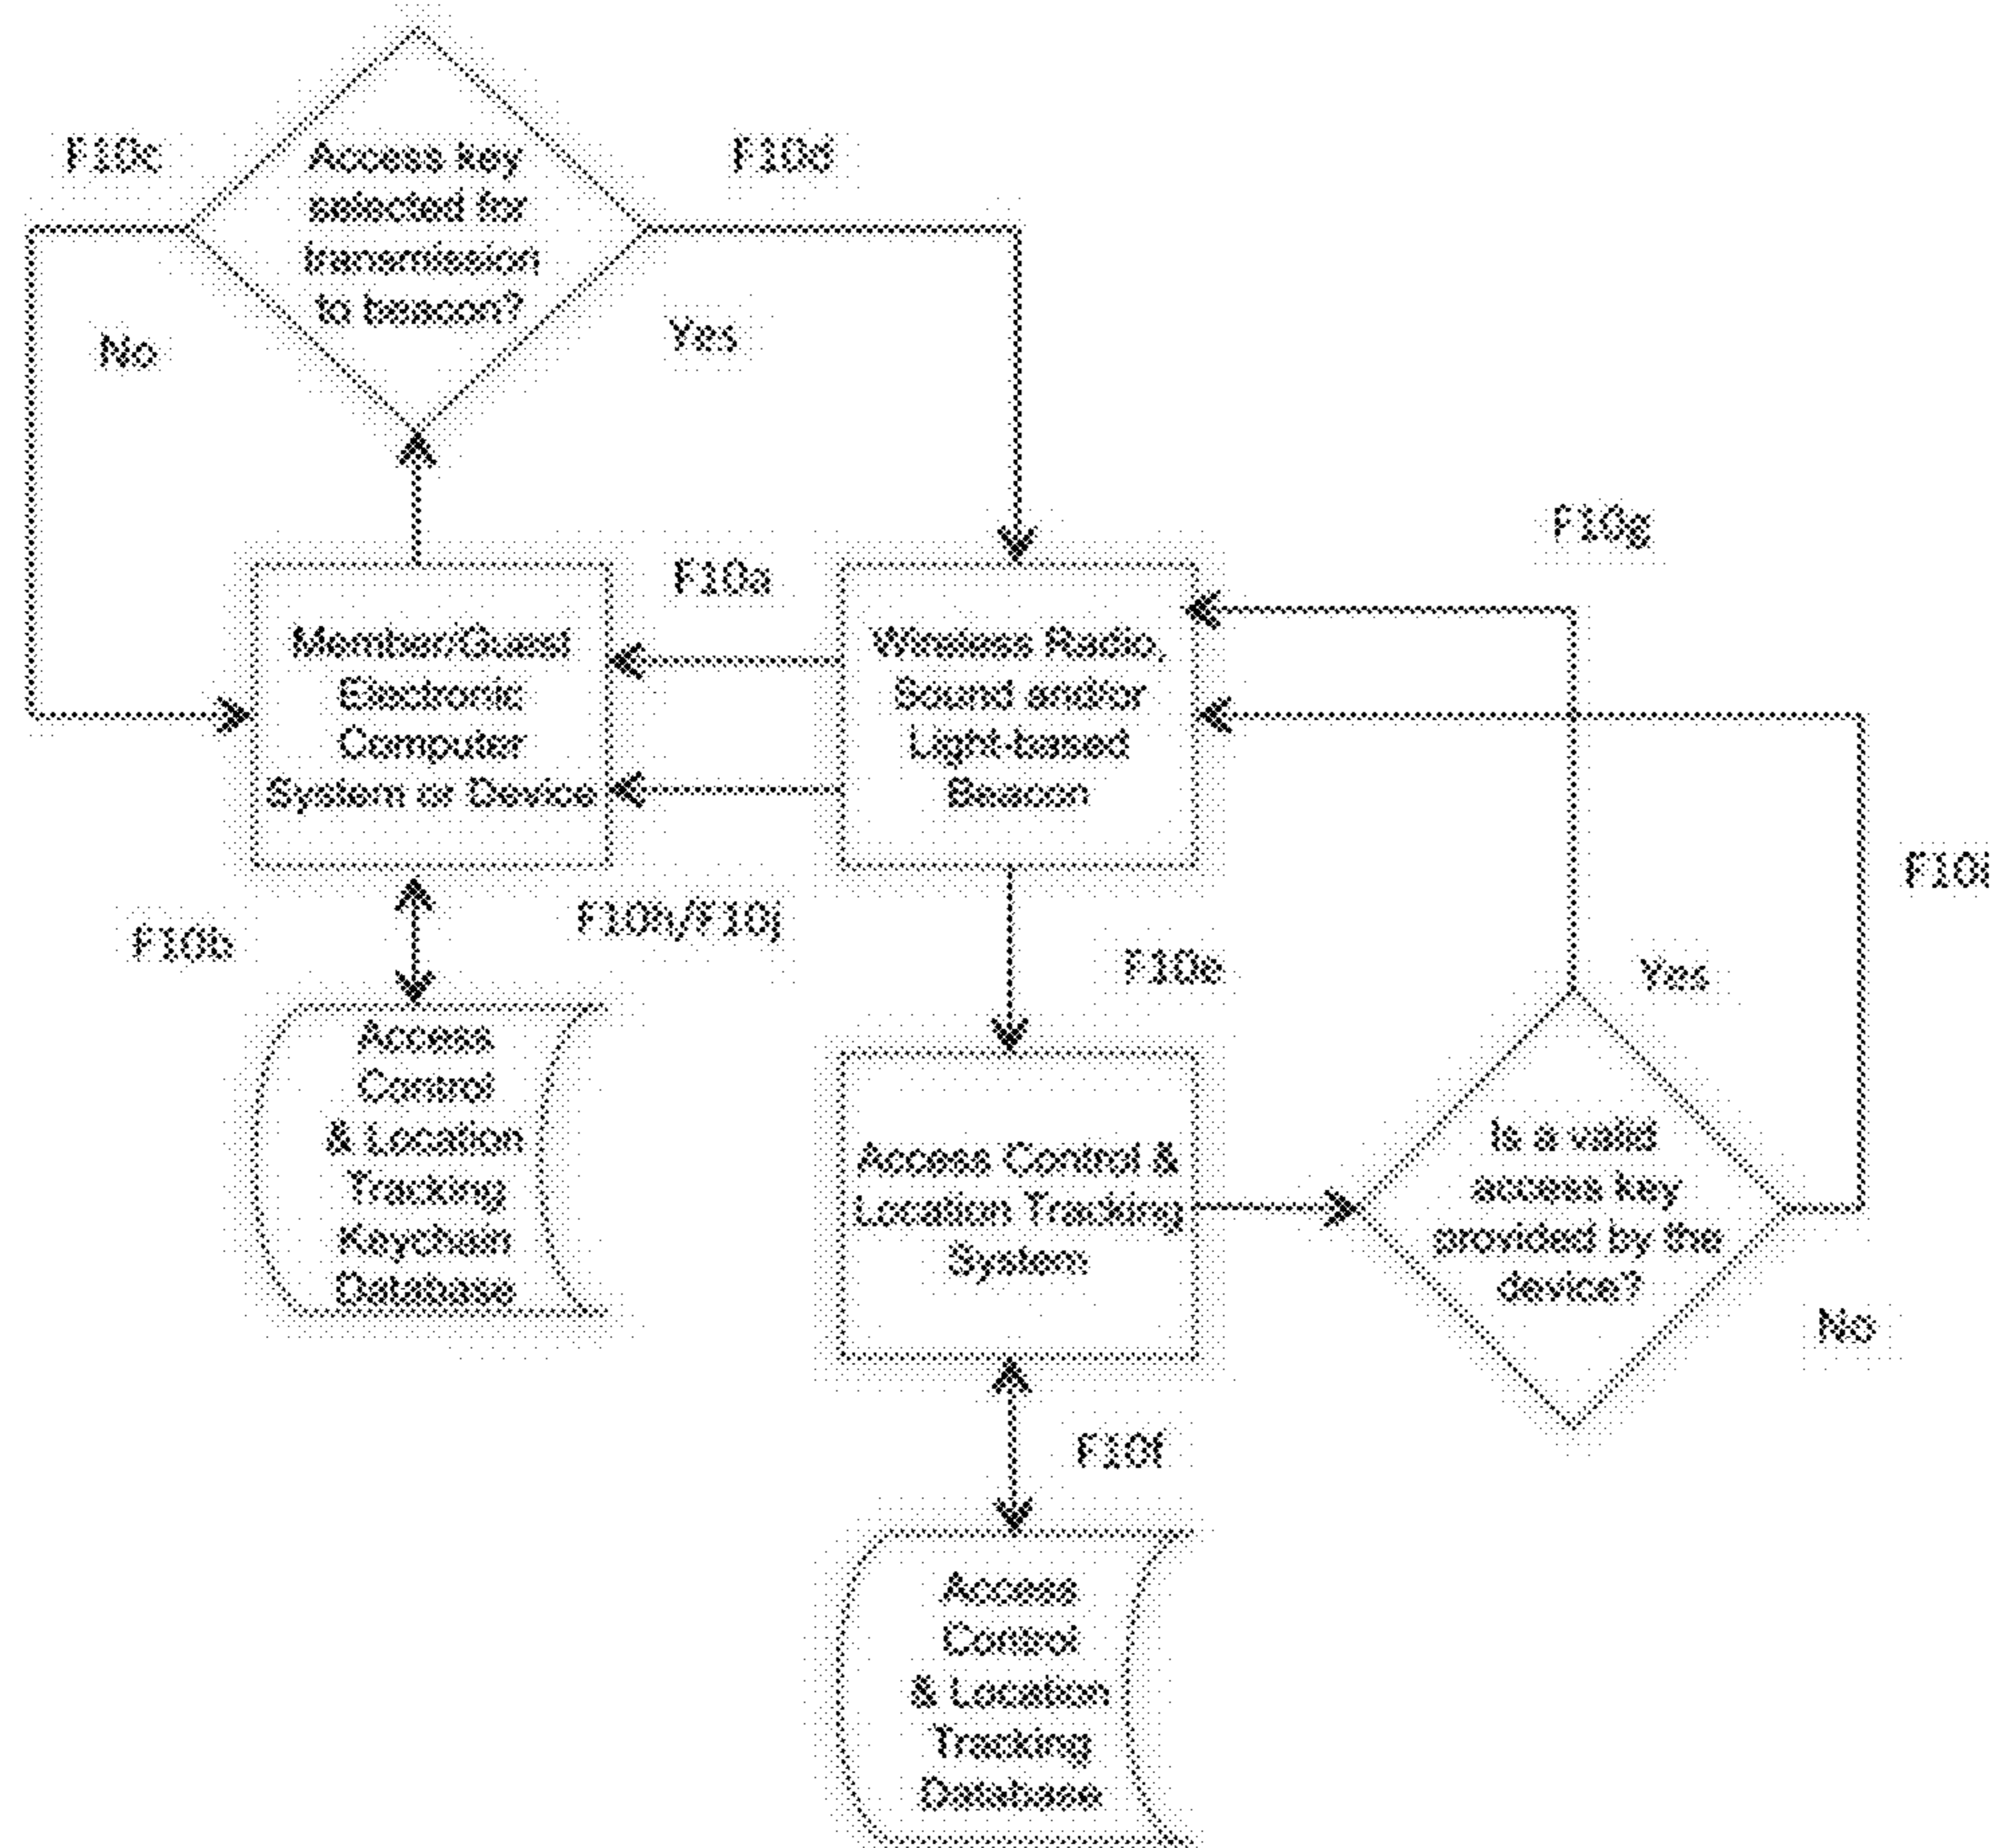 F10c
Access key
selected for
transmission
to beacon?
F10d
No
Yes
F10g
F10a
Member/Guest
Electronic
Computer
System or Device
Wireless Radio,
Sound and/or
Light-based
Beacon
F10i
F10b
F10h/F10j
F10e
Yes
Access
Control
& Location
Tracking
Keychain
Database
Access Control &
Location Tracking
System
Is a valid
access key
provided by the
device?
No
F10f
Access
Control
& Location
Tracking
Database